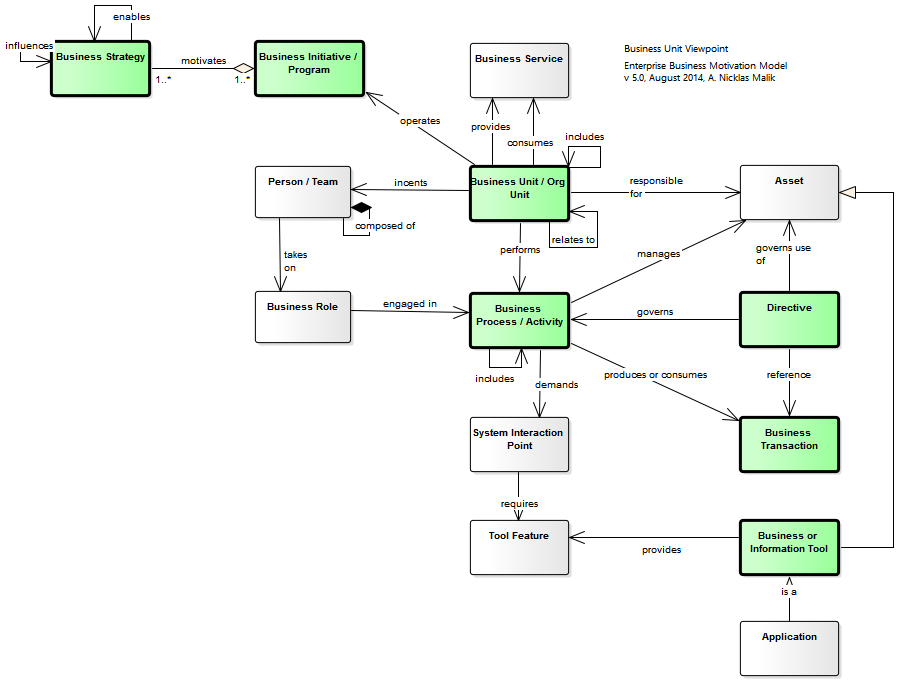 enables
influences
Business Strategy
motivates
1..*
1..*
Business Initiative /
Program
Business Service
Business Unit Viewpoint
Enterprise Business Motivation Model
v 5.0, August 2014, A. Nicklas Malik
operates
provides
consumes
includes
Person / Team
incents
Business Unit / Org
Unit
responsible
for
Asset
composed of
relates to
takes
on
performs
manages
governs use
of
Business Role
engaged in
Business
Process / Activity
governs
Directive
includes
demands
produces or consumes
reference
System Interaction
Point
Business
Transaction
requires
Tool Feature
provides
Business or
Information Tool
is a
Application